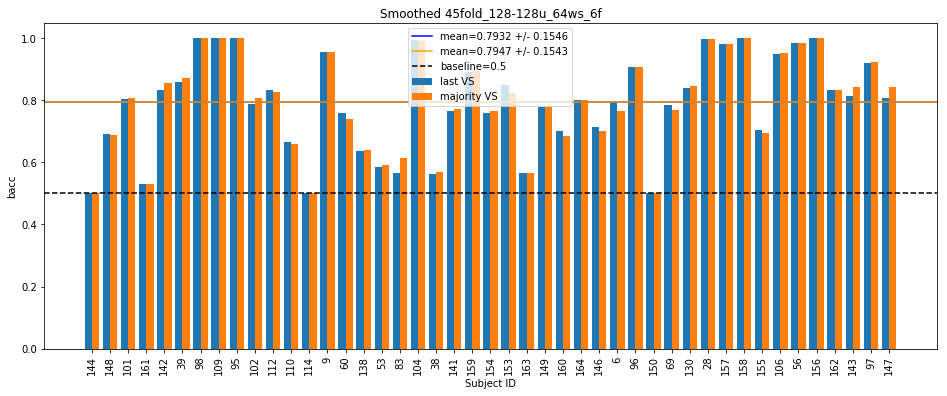 Smoothed 45fold_128-128u_64ws_6f
mean=0.7932 +/- 0.1546
mean=0.7947 +/- 0.1543
baseline=0.5
last VS
majority VS
bacc
1.0
0.8
0.6
0.4
0.2
0.0
144 148 101 161 142 39 98 109 95 102 112 110 114 9 60 138 53 83 104 38 141 159 154 153 163 149 160 164 146 6 96 150 69 130 28 157 158 155 106 56 156 162 143 97 147
Subject ID